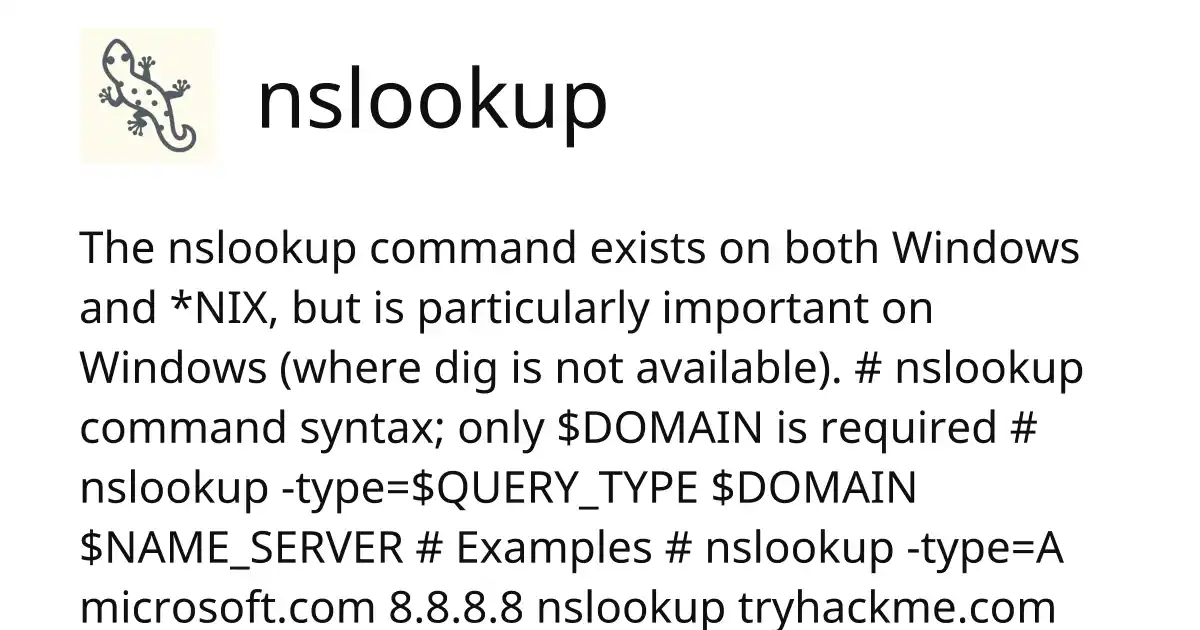 nslookup
The nslookup command exists on both Windows
and *NIX, but is particularly important on
Windows (where dig is not available). # nslookup
command syntax; only $DOMAIN is required #
nslookup -type=$QUERY_TYPE $DOMAIN
$NAME_SERVER # Examples # nslookup -type=A
microsoft.com 8.8.8.8 nslookup tryhackme.com